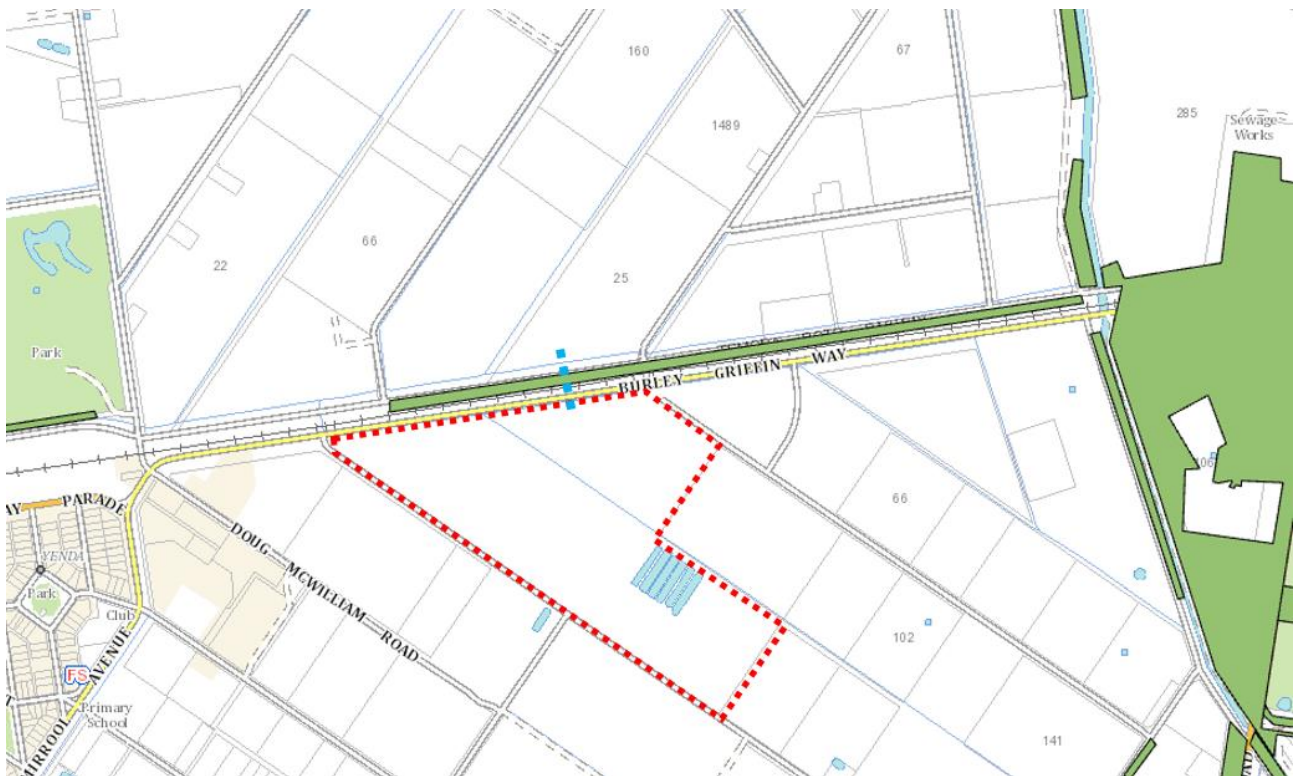 160
67
1489
285
Sewage
Works
66
22
25
Park
BURLEY GRIFFIN WAY
PARADE
66
YENDA
DOUG MCWILLIAM ROAD
Park
Club
102
FS
AVENUE
Primary
School
MIRROOL
141